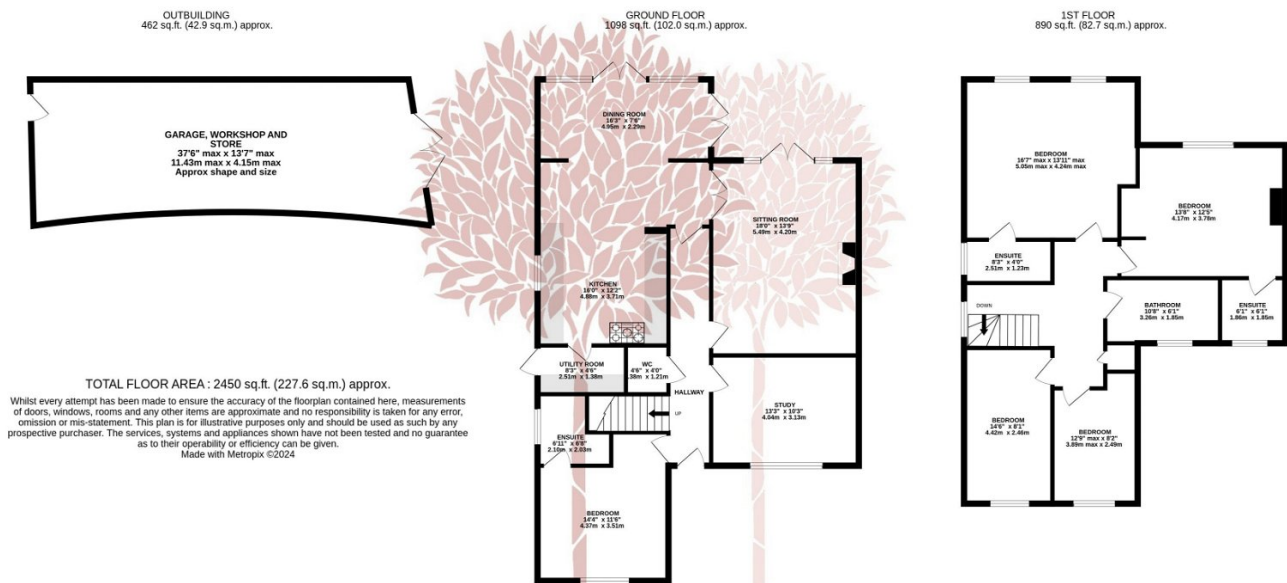 OUTBUILDING
462 sq.ft. (42.9 sq.m.) approx.
GROUND FLOOR
1098 sq.ft. (102.0 sq.m.) approx.
1ST FLOOR
890 sq.ft. (82.7 sq.m.) approx.
GARAGE, WORKSHOP AND
STORE
37'6" max x 13'7" max
11.43m max x 4.15m max
Approx shape and size
DINING ROOM
16'3" x 7'6"
4.95m x 2.29m
SITTING ROOM
18'0" x 13'9"
5.49m x 4.20m
KITCHEN
16'0" x 12'2"
4.88m x 3.71m
UTILITY ROOM
8'3" x 4'6"
2.51m x 1.38m
WC
4'6" x 4'0"
1.38m x 1.21m
HALLWAY
UP
STUDY
13'3" x 10'3"
4.04m x 3.13m
ENSUITE
6'11" x 6'8"
2.10m x 2.03m
BEDROOM
14'4" x 11'6"
4.37m x 3.51m
BEDROOM
16'7" max x 13'11" max
5.05m max x 4.24m max
BEDROOM
13'8" x 12'5"
4.17m x 3.78m
ENSUITE
8'3" x 4'0"
2.51m x 1.23m
DOWN
BATHROOM
10'8" x 6'1"
3.26m x 1.85m
ENSUITE
6'1" x 6'1"
1.86m x 1.85m
BEDROOM
14'6" x 8'1"
4.42m x 2.46m
BEDROOM
12'9" max x 8'2"
3.89m max x 2.49m
TOTAL FLOOR AREA : 2450 sq.ft. (227.6 sq.m.) approx.
Whilst every attempt has been made to ensure the accuracy of the floorplan contained here, measurements
of doors, windows, rooms and any other items are approximate and no responsibility is taken for any error,
omission or mis-statement. This plan is for illustrative purposes only and should be used as such by any
prospective purchaser. The services, systems and appliances shown have not been tested and no guarantee
as to their operability or efficiency can be given.
Made with Metropix ©2024